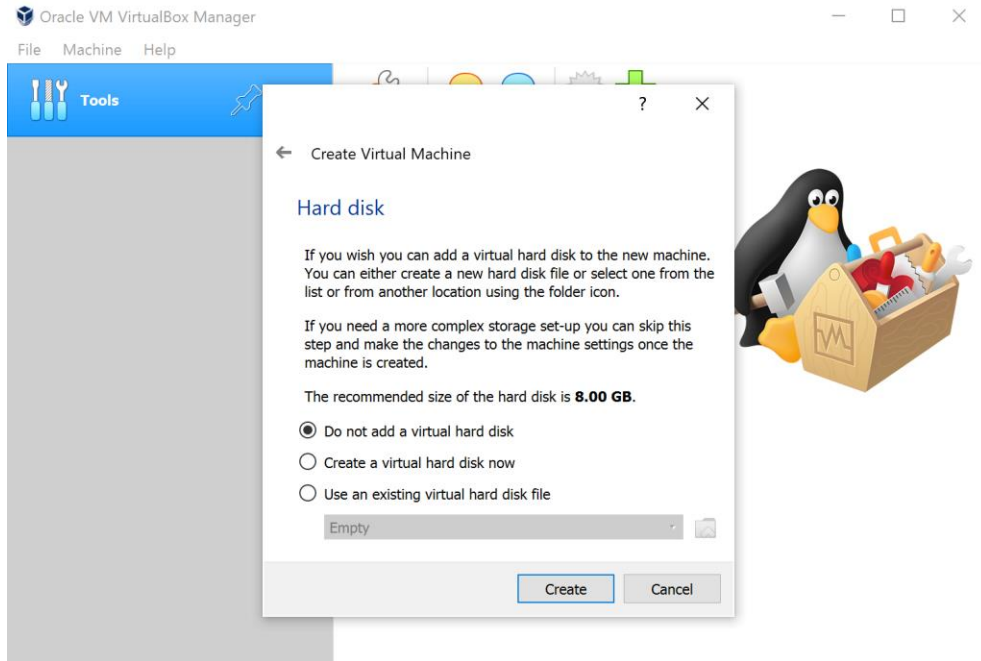 Oracle VM VirtualBox Manager
File Machine Help
Tools
?
Create Virtual Machine
Hard disk
If you wish you can add a virtual hard disk to the new machine.
You can either create a new hard disk file or select one from the
list or from another location using the folder icon.
If you need a more complex storage set-up you can skip this
step and make the changes to the machine settings once the
machine is created.
The recommended size of the hard disk is 8.00 GB.
Do not add a virtual hard disk
Create a virtual hard disk now
Use an existing virtual hard disk file
Empty
Create Cancel